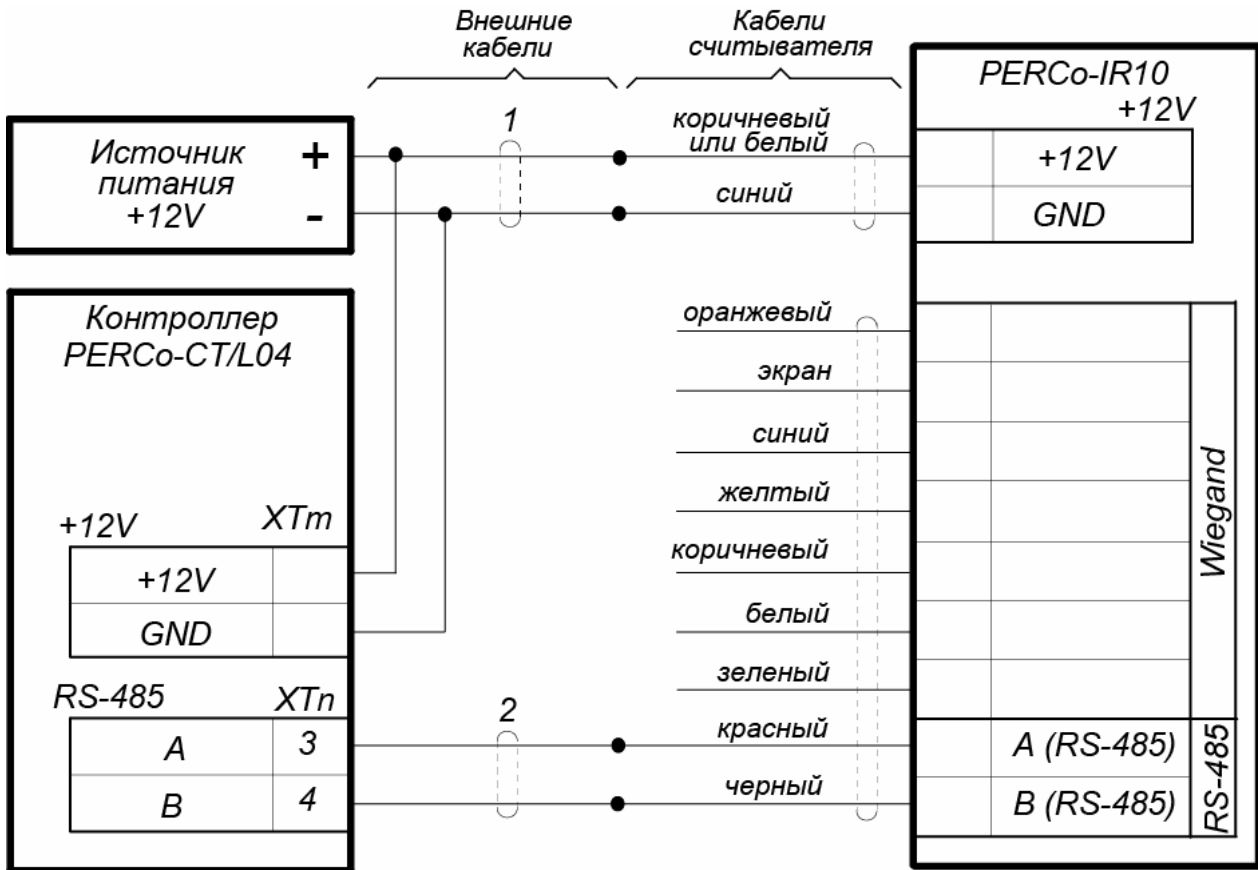 Внешние
кабели
Кабели
считывателя
PERCo-IR10
+12V
Источник
питания
+12V
+
-
1
коричневый
или белый
синий
+12V
GND
Контроллер
PERCo-CT/L04
оранжевый
экран
синий
желтый
коричневый
белый
зеленый
Wiegand
+12V
XTm
+12V
GND
RS-485
XTn
A
3
B
4
2
красный
черный
A (RS-485)
B (RS-485)
RS-485